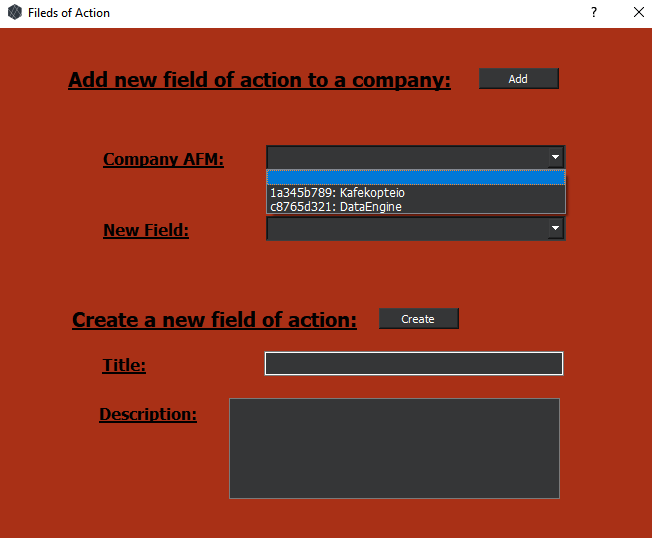 Fileds of Action
Add new field of action to a company:
Add
Company AFM:
1a345b789: Kafekopteio
c8765d321: DataEngine
New Field:
Create a new field of action:
Create
Title:
Description: